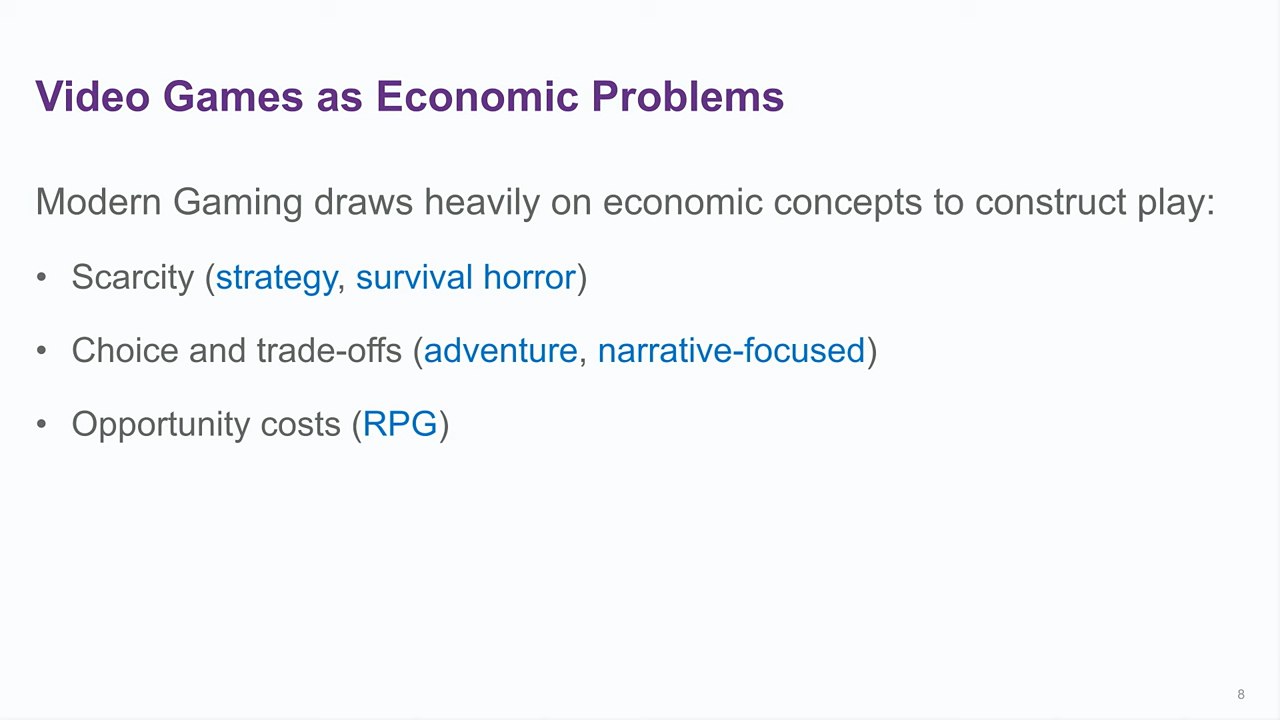 Video Games as Economic Problems
Modern Gaming draws heavily on economic concepts to construct play:
• Scarcity (strategy, survival horror)
• Choice and trade-offs (adventure, narrative-focused)
• Opportunity costs (RPG)
8